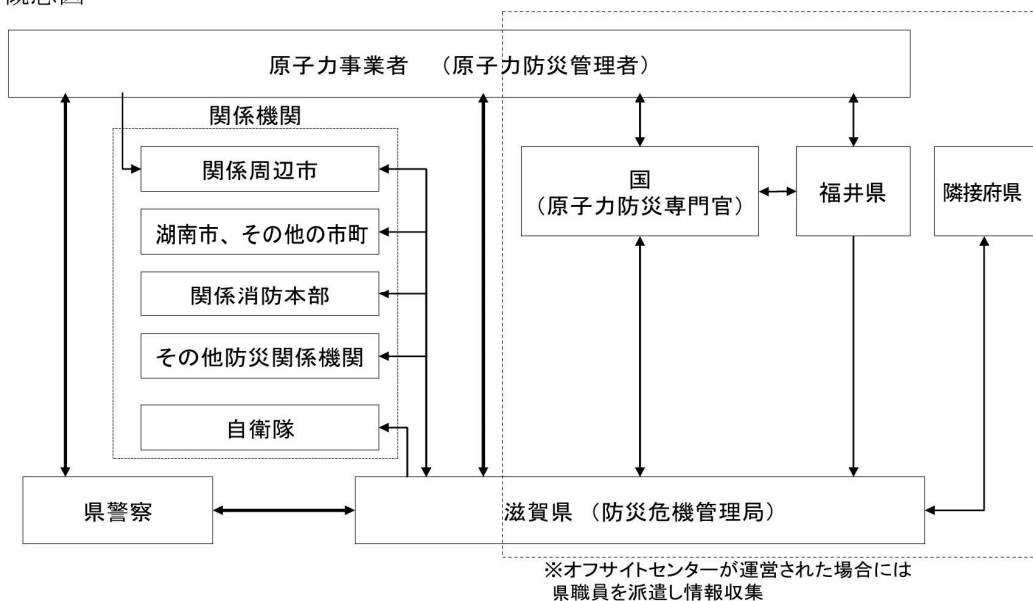 原子力事業者 （原子力防災管理者）
関係機関
関係周辺市
湖南市、その他の市町
関係消防本部
その他防災関係機関
自衛隊
国
（原子力防災専門官）
福井県
隣接府県
県警察
滋賀県（防災危機管理局）
※オフサイトセンターが運営された場合には
県職員を派遣し情報収集